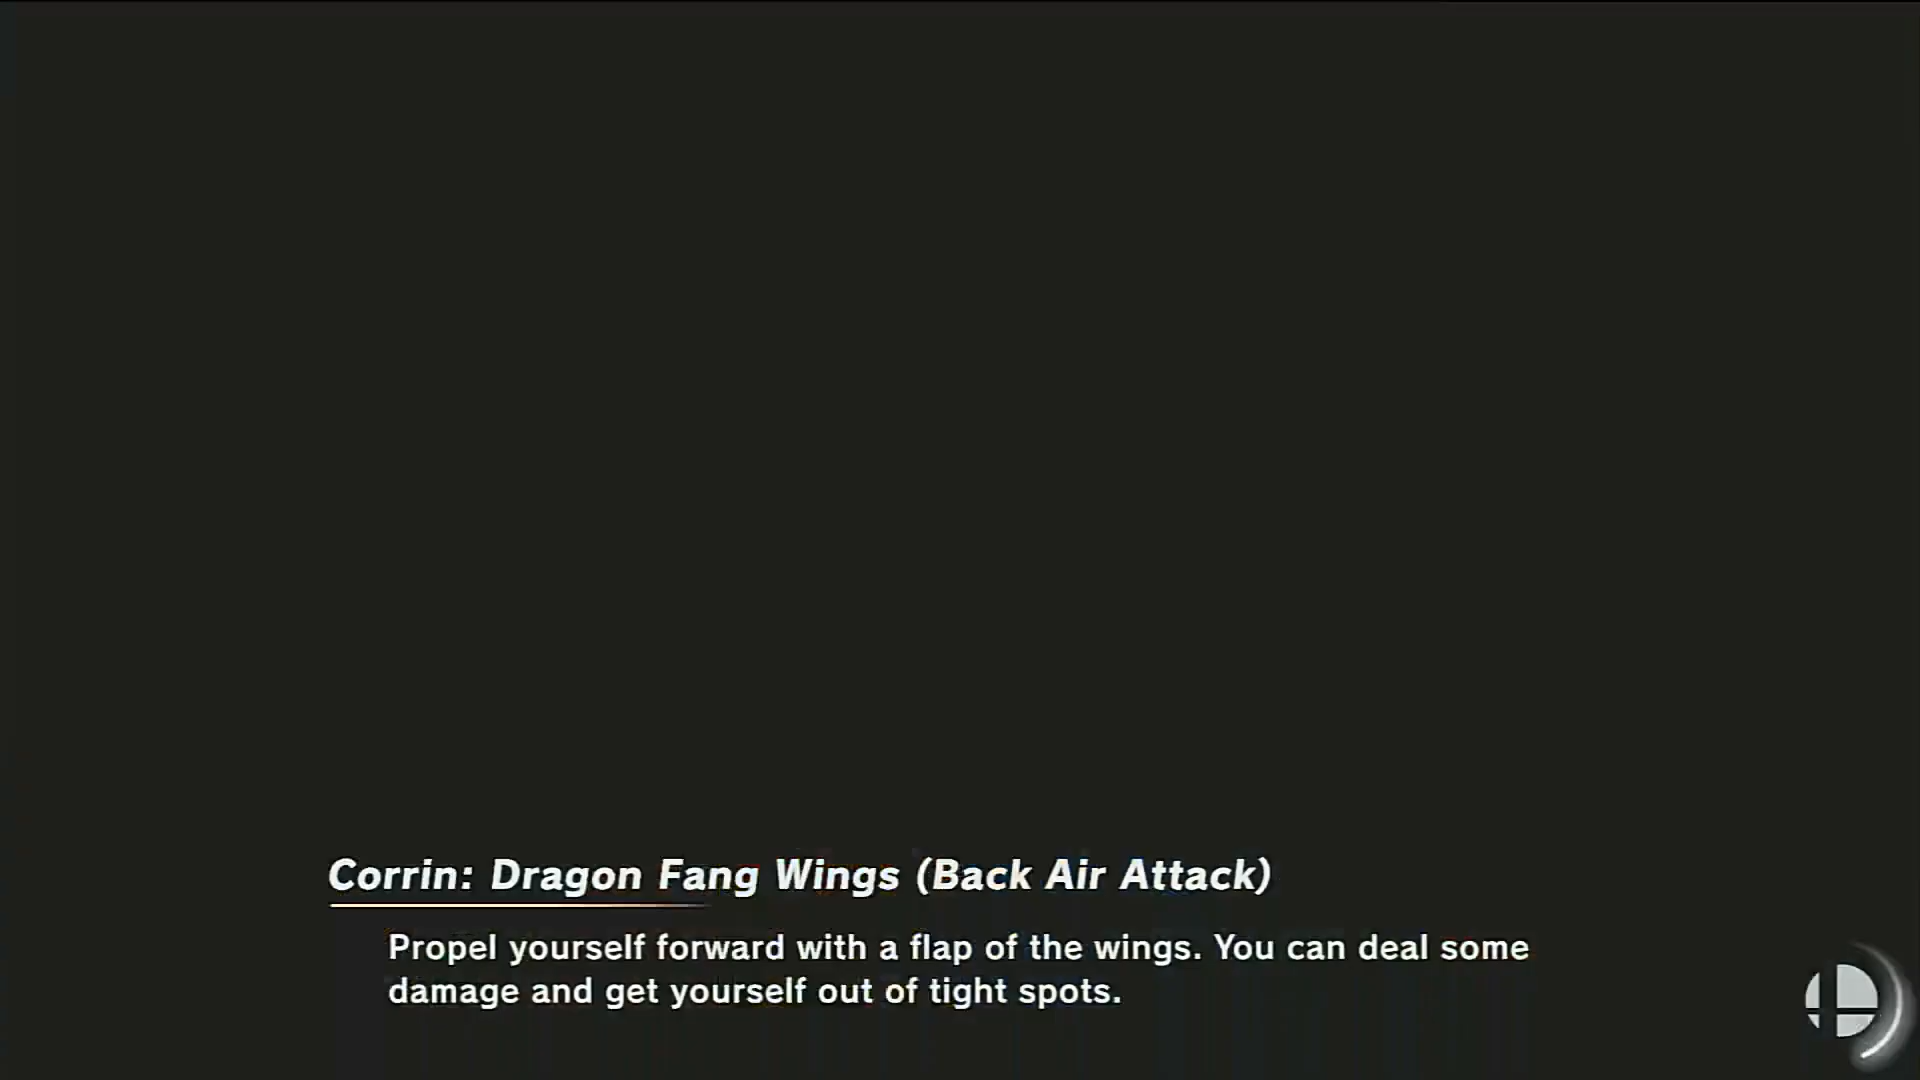 Corrin: Dragon Fang Wings (Back Air Attack)
Propel yourself forward with a flap of the wings. You can deal some
damage and get yourself out of tight spots.